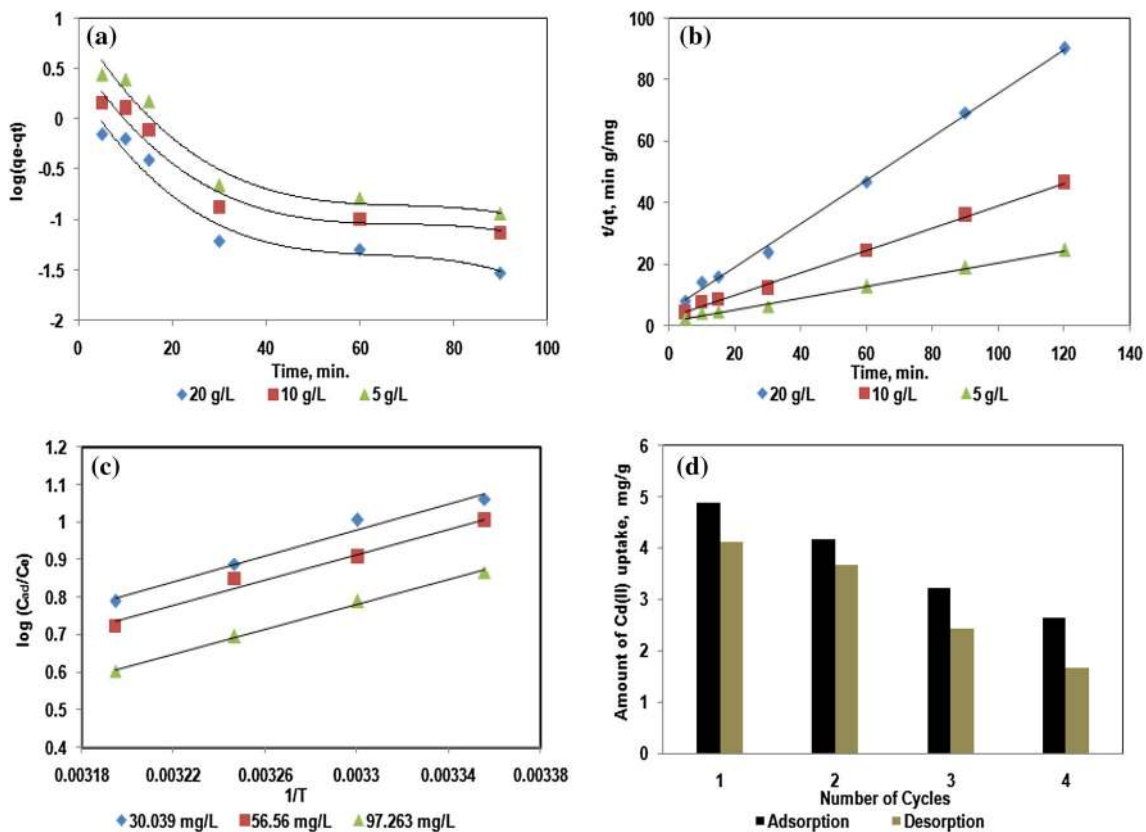 (a)
1
0.5
0
-0.5
-1
-1.5
-2
log(qe-qt)
0 20 40 60 80 100
Time, min.
20 g/L 10 g/L 5 g/L
(b)
100
80
60
40
20
0
t/qt, min g/mg
0 20 40 60 80 100 120 140
Time, min.
20 g/L 10 g/L 5 g/L
(c)
1.2
1.1
1
0.9
0.8
0.7
0.6
0.5
0.4
log (Cad/Ce)
0.00318 0.00322 0.00326 0.0033 0.00334 0.00338
1/T
30.039 mg/L 56.56 mg/L 97.263 mg/L
(d)
6
5
4
3
2
1
0
Amount of Cd(II) uptake, mg/g
1 2 3 4
Number of Cycles
Adsorption Desorption